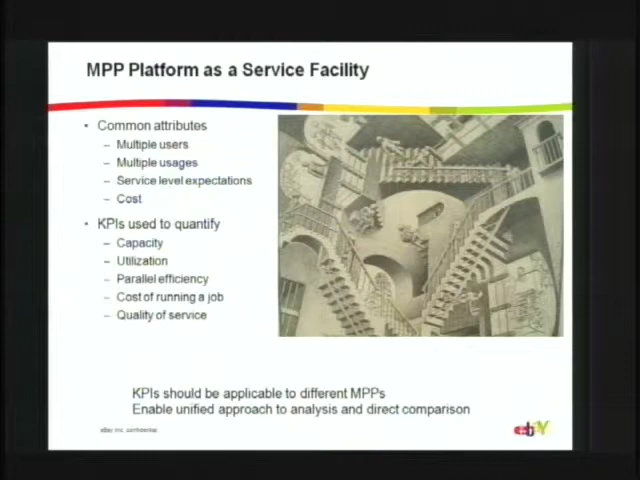 MPP Platform as a Service Facility
• Common attributes
– Multiple users
– Multiple usages
– Service level expectations
– Cost
• KPIs used to quantify
– Capacity
– Utilization
– Parallel efficiency
– Cost of running a job
– Quality of service
KPIs should be applicable to different MPPs
Enable unified approach to analysis and direct comparison
eBay Inc. confidential
ebY